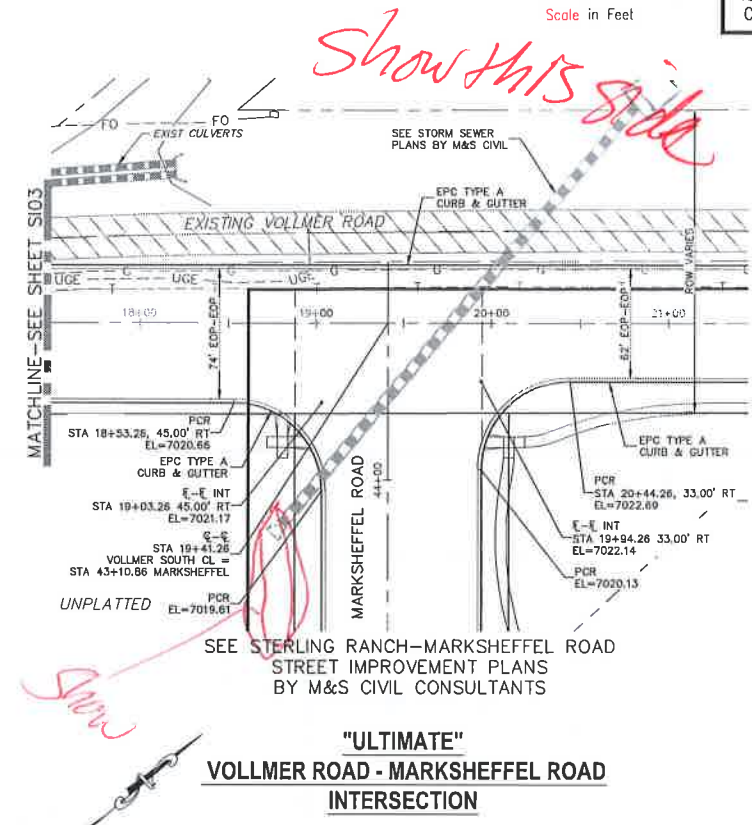 Scale in Feet
C
Show this side
FO
FO
EXIST CULVERTS
SEE STORM SEWER
PLANS BY M&S CIVIL
EPC TYPE A
CURB & GUTTER
EXISTING VOLLMER ROAD
MATCHLINE-SEE SHEET SI03
G
G
G
G
G
UGE
UGE
UGE
T
T
T
T
T
ROW VARIES
18+00
19+00
20+00
21+00
74' EOP-EOP
62' EOP-EOP
PCR
STA 18+53.26, 45.00' RT
EL=7020.66
EPC TYPE A
CURB & GUTTER
EPC TYPE A
CURB & GUTTER
℄-℄ INT
STA 19+03.26 45.00' RT
EL=7021.17
PCR
STA 20+44.26, 33.00' RT
EL=7022.69
℄-℄ INT
STA 19+94.26 33.00' RT
EL=7022.14
℄-℄
STA 19+41.26
VOLLMER SOUTH CL =
STA 43+10.86 MARKSHEFFEL
MARKSHEFFEL ROAD
44+00
PCR
EL=7020.13
UNPLATTED
PCR
EL=7019.61
SEE STERLING RANCH-MARKSHEFFEL ROAD
STREET IMPROVEMENT PLANS
BY M&S CIVIL CONSULTANTS
Show
"ULTIMATE"
VOLLMER ROAD - MARKSHEFFEL ROAD
INTERSECTION